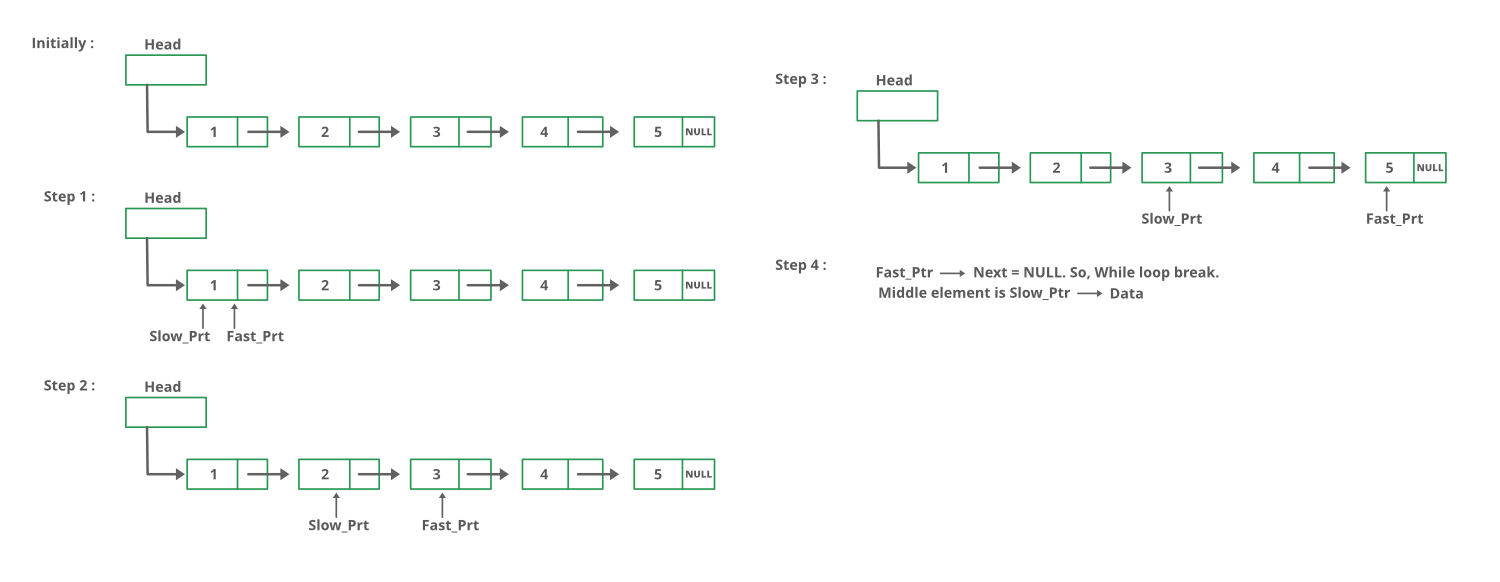 Initially :
Head
1 2 3 4 5 NULL
Step 1 :
Head
1 2 3 4 5 NULL
Slow_Prt Fast_Prt
Step 2 :
Head
1 2 3 4 5 NULL
Slow_Prt Fast_Prt
Step 3 :
Head
1 2 3 4 5 NULL
Slow_Prt Fast_Prt
Step 4 :
Fast_Ptr → Next = NULL. So, While loop break.
Middle element is Slow_Ptr → Data